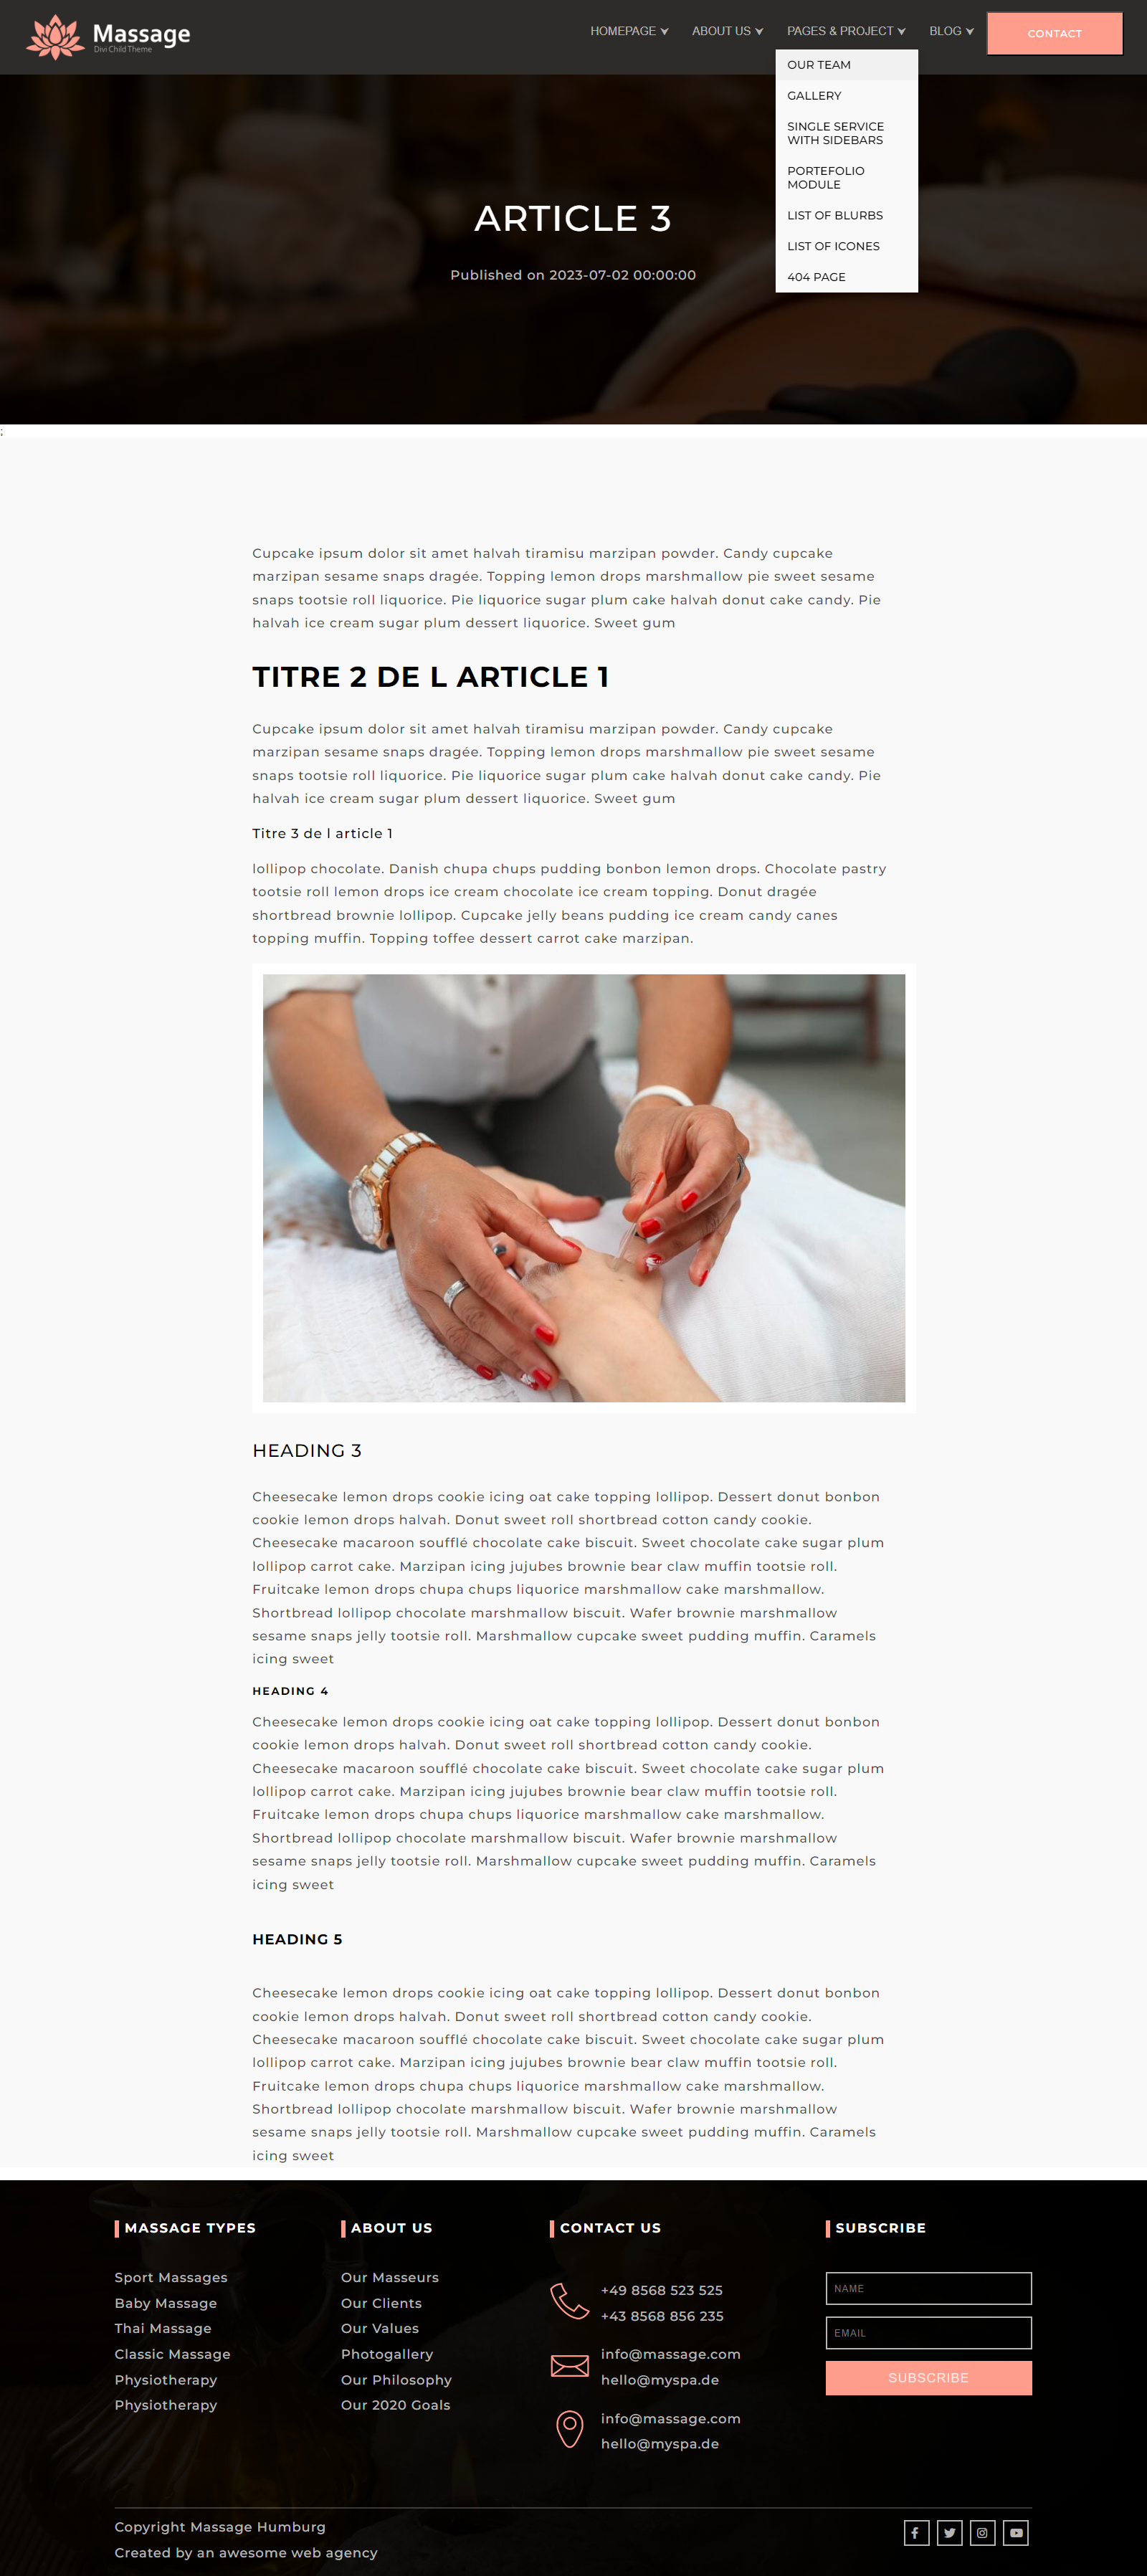 Massage
Divi Child Theme
HOMEPAGE
ABOUT US
PAGES & PROJECT
BLOG
CONTACT
OUR TEAM
GALLERY
SINGLE SERVICE
WITH SIDEBARS
PORTEFOLIO
MODULE
LIST OF BLURBS
LIST OF ICONES
404 PAGE
ARTICLE 3
Published on 2023-07-02 00:00:00
;
Cupcake ipsum dolor sit amet halvah tiramisu marzipan powder. Candy cupcake
marzipan sesame snaps dragée. Topping lemon drops marshmallow pie sweet sesame
snaps tootsie roll liquorice. Pie liquorice sugar plum cake halvah donut cake candy. Pie
halvah ice cream sugar plum dessert liquorice. Sweet gum
TITRE 2 DE L ARTICLE 1
Cupcake ipsum dolor sit amet halvah tiramisu marzipan powder. Candy cupcake
marzipan sesame snaps dragée. Topping lemon drops marshmallow pie sweet sesame
snaps tootsie roll liquorice. Pie liquorice sugar plum cake halvah donut cake candy. Pie
halvah ice cream sugar plum dessert liquorice. Sweet gum
Titre 3 de l article 1
lollipop chocolate. Danish chupa chups pudding bonbon lemon drops. Chocolate pastry
tootsie roll lemon drops ice cream chocolate ice cream topping. Donut dragée
shortbread brownie lollipop. Cupcake jelly beans pudding ice cream candy canes
topping muffin. Topping toffee dessert carrot cake marzipan.
HEADING 3
Cheesecake lemon drops cookie icing oat cake topping lollipop. Dessert donut bonbon
cookie lemon drops halvah. Donut sweet roll shortbread cotton candy cookie.
Cheesecake macaroon soufflé chocolate cake biscuit. Sweet chocolate cake sugar plum
lollipop carrot cake. Marzipan icing jujubes brownie bear claw muffin tootsie roll.
Fruitcake lemon drops chupa chups liquorice marshmallow cake marshmallow.
Shortbread lollipop chocolate marshmallow biscuit. Wafer brownie marshmallow
sesame snaps jelly tootsie roll. Marshmallow cupcake sweet pudding muffin. Caramels
icing sweet
HEADING 4
Cheesecake lemon drops cookie icing oat cake topping lollipop. Dessert donut bonbon
cookie lemon drops halvah. Donut sweet roll shortbread cotton candy cookie.
Cheesecake macaroon soufflé chocolate cake biscuit. Sweet chocolate cake sugar plum
lollipop carrot cake. Marzipan icing jujubes brownie bear claw muffin tootsie roll.
Fruitcake lemon drops chupa chups liquorice marshmallow cake marshmallow.
Shortbread lollipop chocolate marshmallow biscuit. Wafer brownie marshmallow
sesame snaps jelly tootsie roll. Marshmallow cupcake sweet pudding muffin. Caramels
icing sweet
HEADING 5
Cheesecake lemon drops cookie icing oat cake topping lollipop. Dessert donut bonbon
cookie lemon drops halvah. Donut sweet roll shortbread cotton candy cookie.
Cheesecake macaroon soufflé chocolate cake biscuit. Sweet chocolate cake sugar plum
lollipop carrot cake. Marzipan icing jujubes brownie bear claw muffin tootsie roll.
Fruitcake lemon drops chupa chups liquorice marshmallow cake marshmallow.
Shortbread lollipop chocolate marshmallow biscuit. Wafer brownie marshmallow
sesame snaps jelly tootsie roll. Marshmallow cupcake sweet pudding muffin. Caramels
icing sweet
MASSAGE TYPES
Sport Massages
Baby Massage
Thai Massage
Classic Massage
Physiotherapy
Physiotherapy
ABOUT US
Our Masseurs
Our Clients
Our Values
Photogallery
Our Philosophy
Our 2020 Goals
CONTACT US
+49 8568 523 525
+43 8568 856 235
info@massage.com
hello@myspa.de
info@massage.com
hello@myspa.de
SUBSCRIBE
NAME
EMAIL
SUBSCRIBE
Copyright Massage Humburg
Created by an awesome web agency